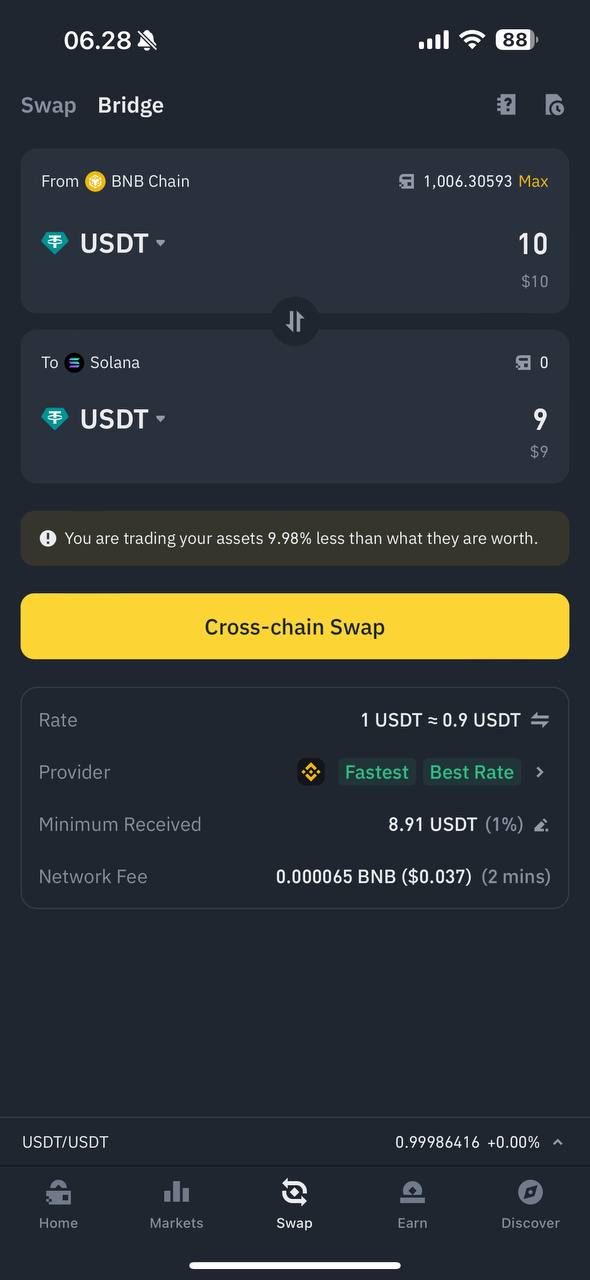 06.28 88
Swap Bridge
From BNB Chain 1,006.30593 Max
USDT 10
$10
To Solana 0
USDT 9
$9
You are trading your assets 9.98% less than what they are worth.
Cross-chain Swap
Rate 1 USDT ≈ 0.9 USDT
Provider Fastest Best Rate
Minimum Received 8.91 USDT (1%)
Network Fee 0.000065 BNB ($0.037) (2 mins)
USDT/USDT 0.99986416 +0.00%
Home Markets Swap Earn Discover